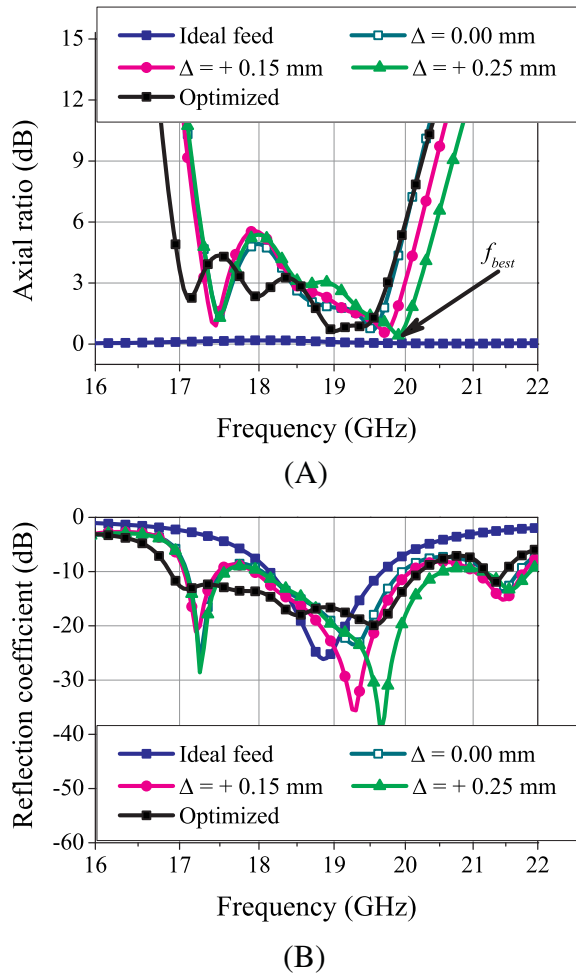 15
12
9
6
3
0
Axial ratio (dB)
Ideal feed
Δ = 0.00 mm
Δ = + 0.15 mm
Δ = + 0.25 mm
Optimized
f_best
16 17 18 19 20 21 22
Frequency (GHz)
(A)
0
-10
-20
-30
-40
-50
-60
Reflection coefficient (dB)
Ideal feed
Δ = 0.00 mm
Δ = + 0.15 mm
Δ = + 0.25 mm
Optimized
16 17 18 19 20 21 22
Frequency (GHz)
(B)